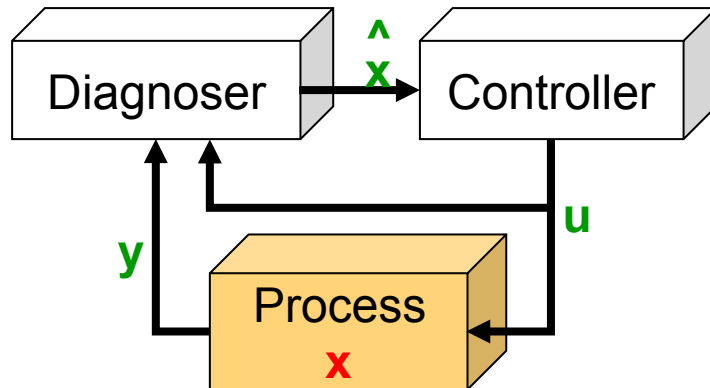 ^
x
Diagnoser
Controller
u
y
Process
x